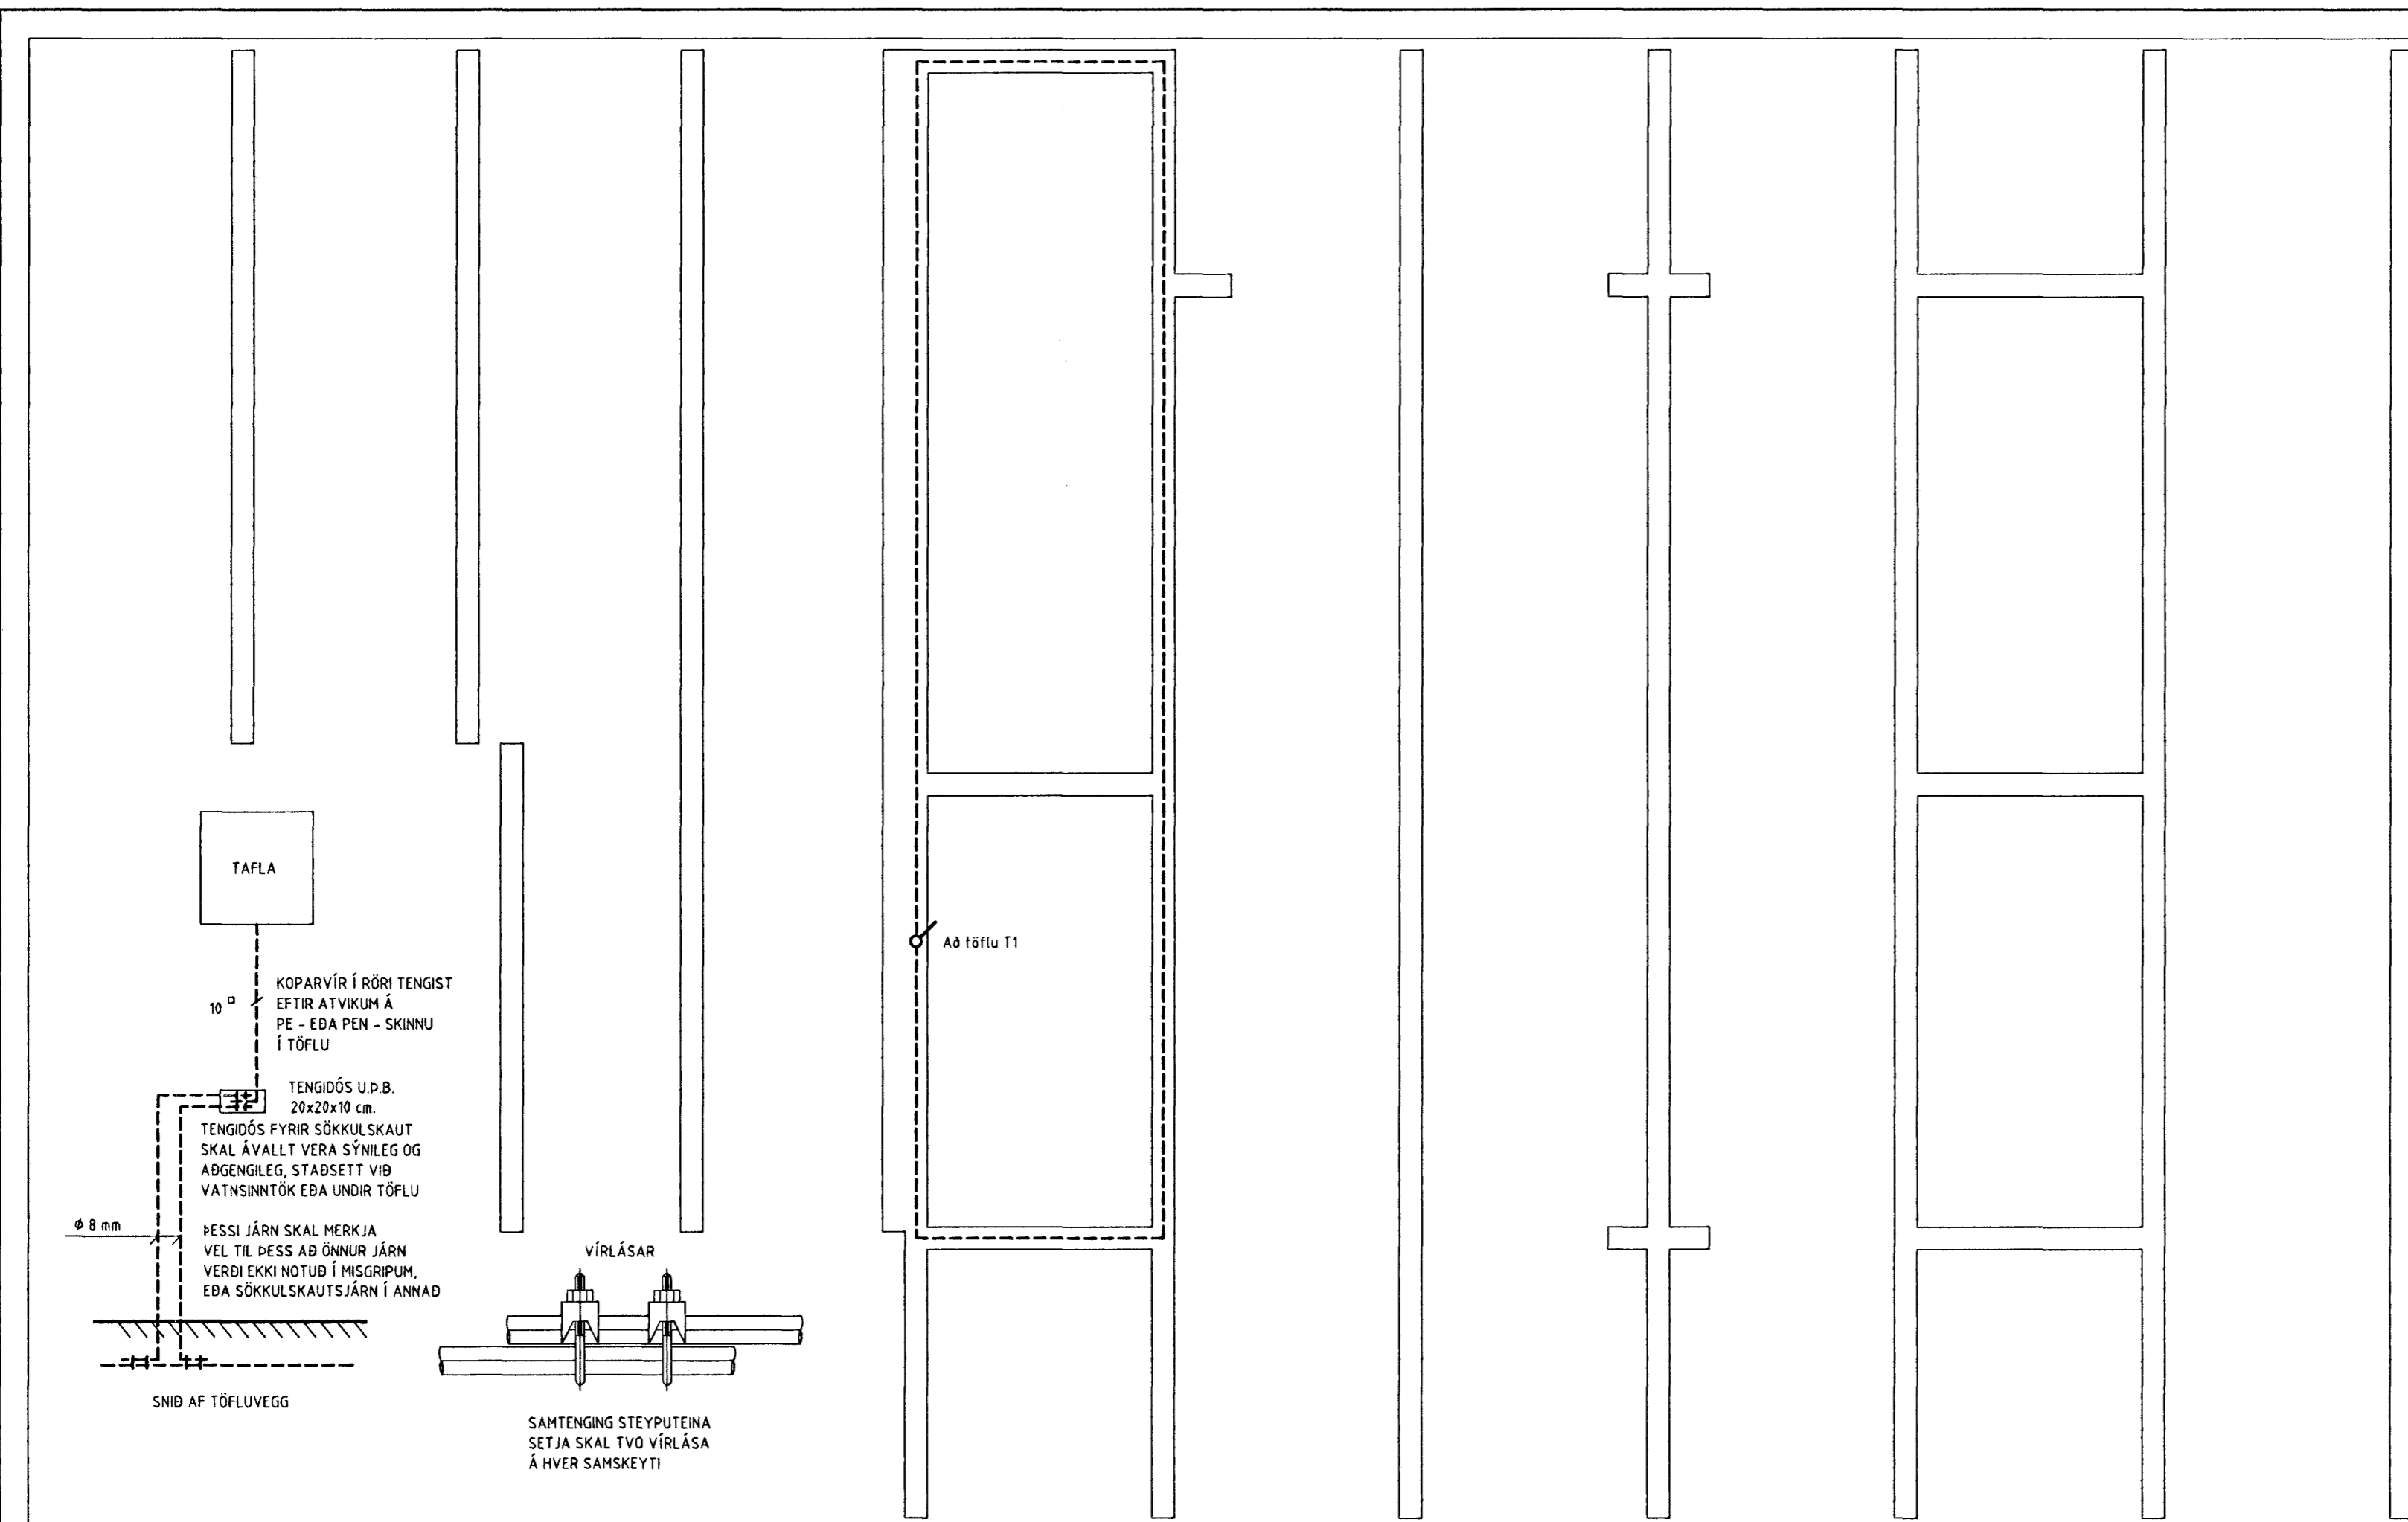 TAFLA
Að töflu T1
10 □
KOPARVÍR Í RÖRI TENGIST
EFTIR ATVIKUM Á
PE - EÐA PEN - SKINNU
Í TÖFLU
TENGIDÓS U.Þ.B.
20x20x10 cm.
TENGIDÓS FYRIR SÖKKULSKAUT
SKAL ÁVALLT VERA SÝNILEG OG
AÐGENGILEG, STAÐSETT VIÐ
VATNSINNTÖK EÐA UNDIR TÖFLU
ϕ 8 mm
ÞESSI JÁRN SKAL MERKJA
VEL TIL ÞESS AÐ ÖNNUR JÁRN
VERÐI EKKI NOTUÐ Í MISGRIPUM,
EÐA SÖKKULSKAUTSJÁRN Í ANNAÐ
SNIÐ AF TÖFLUVEGG
VÍRLÁSAR
SAMTENGING STEYPUTEINA
SETJA SKAL TVO VÍRLÁSA
Á HVER SAMSKEYTI